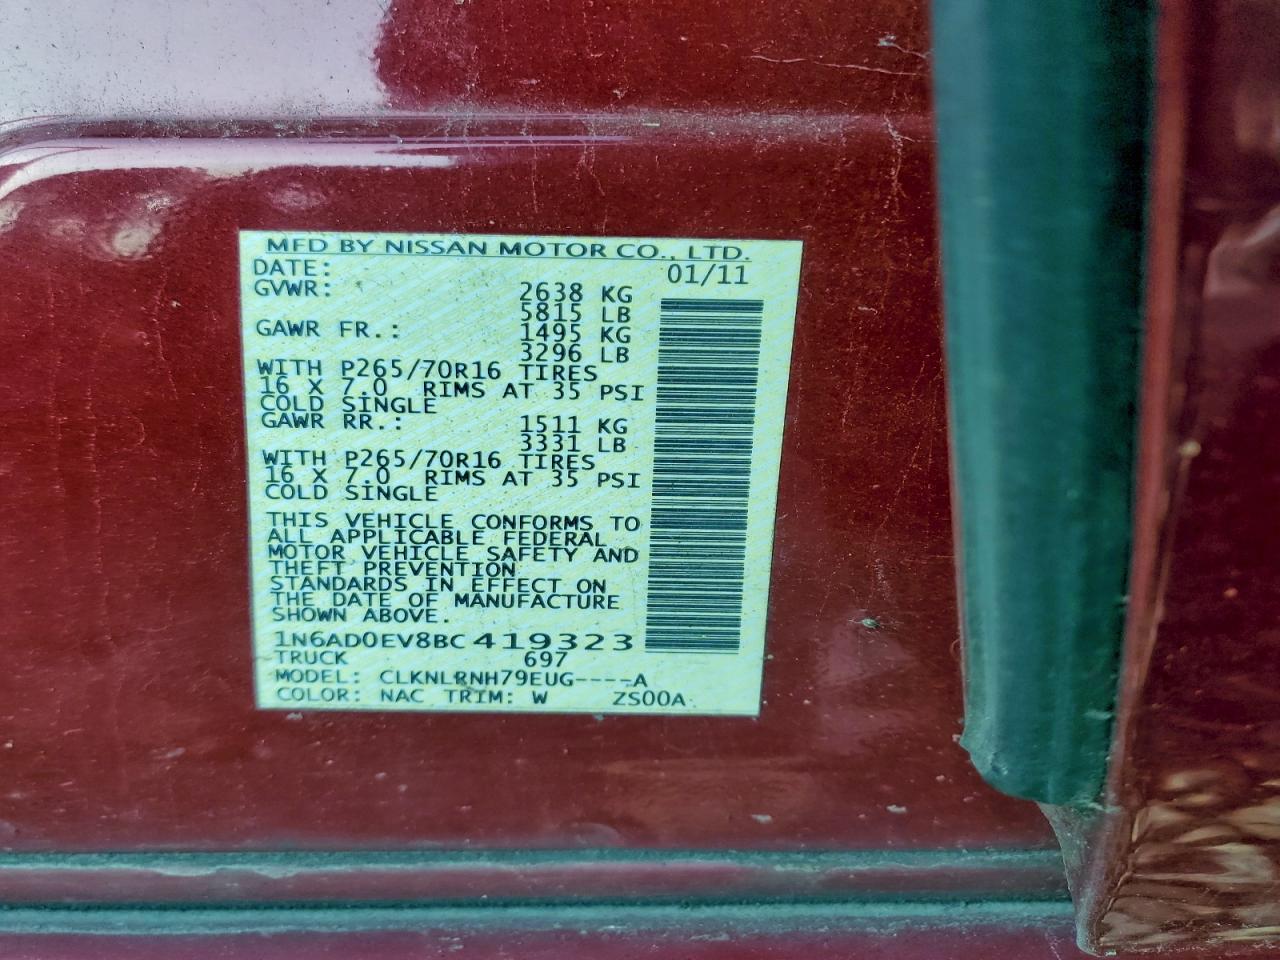 MFD BY NISSAN MOTOR CO., LTD.
DATE: 01/11
GVWR: 2638 KG
5815 LB
GAWR FR.: 1495 KG
3296 LB
WITH P265/70R16 TIRES
16 X 7.0 RIMS AT 35 PSI
COLD SINGLE
GAWR RR.: 1511 KG
3331 LB
WITH P265/70R16 TIRES
16 X 7.0 RIMS AT 35 PSI
COLD SINGLE
THIS VEHICLE CONFORMS TO
ALL APPLICABLE FEDERAL
MOTOR VEHICLE SAFETY AND
THEFT PREVENTION
STANDARDS IN EFFECT ON
THE DATE OF MANUFACTURE
SHOWN ABOVE.
1N6AD0EV8BC419323
TRUCK 697
MODEL: CLKNLRNH79EUG----A
COLOR: NAC TRIM: W ZS00A